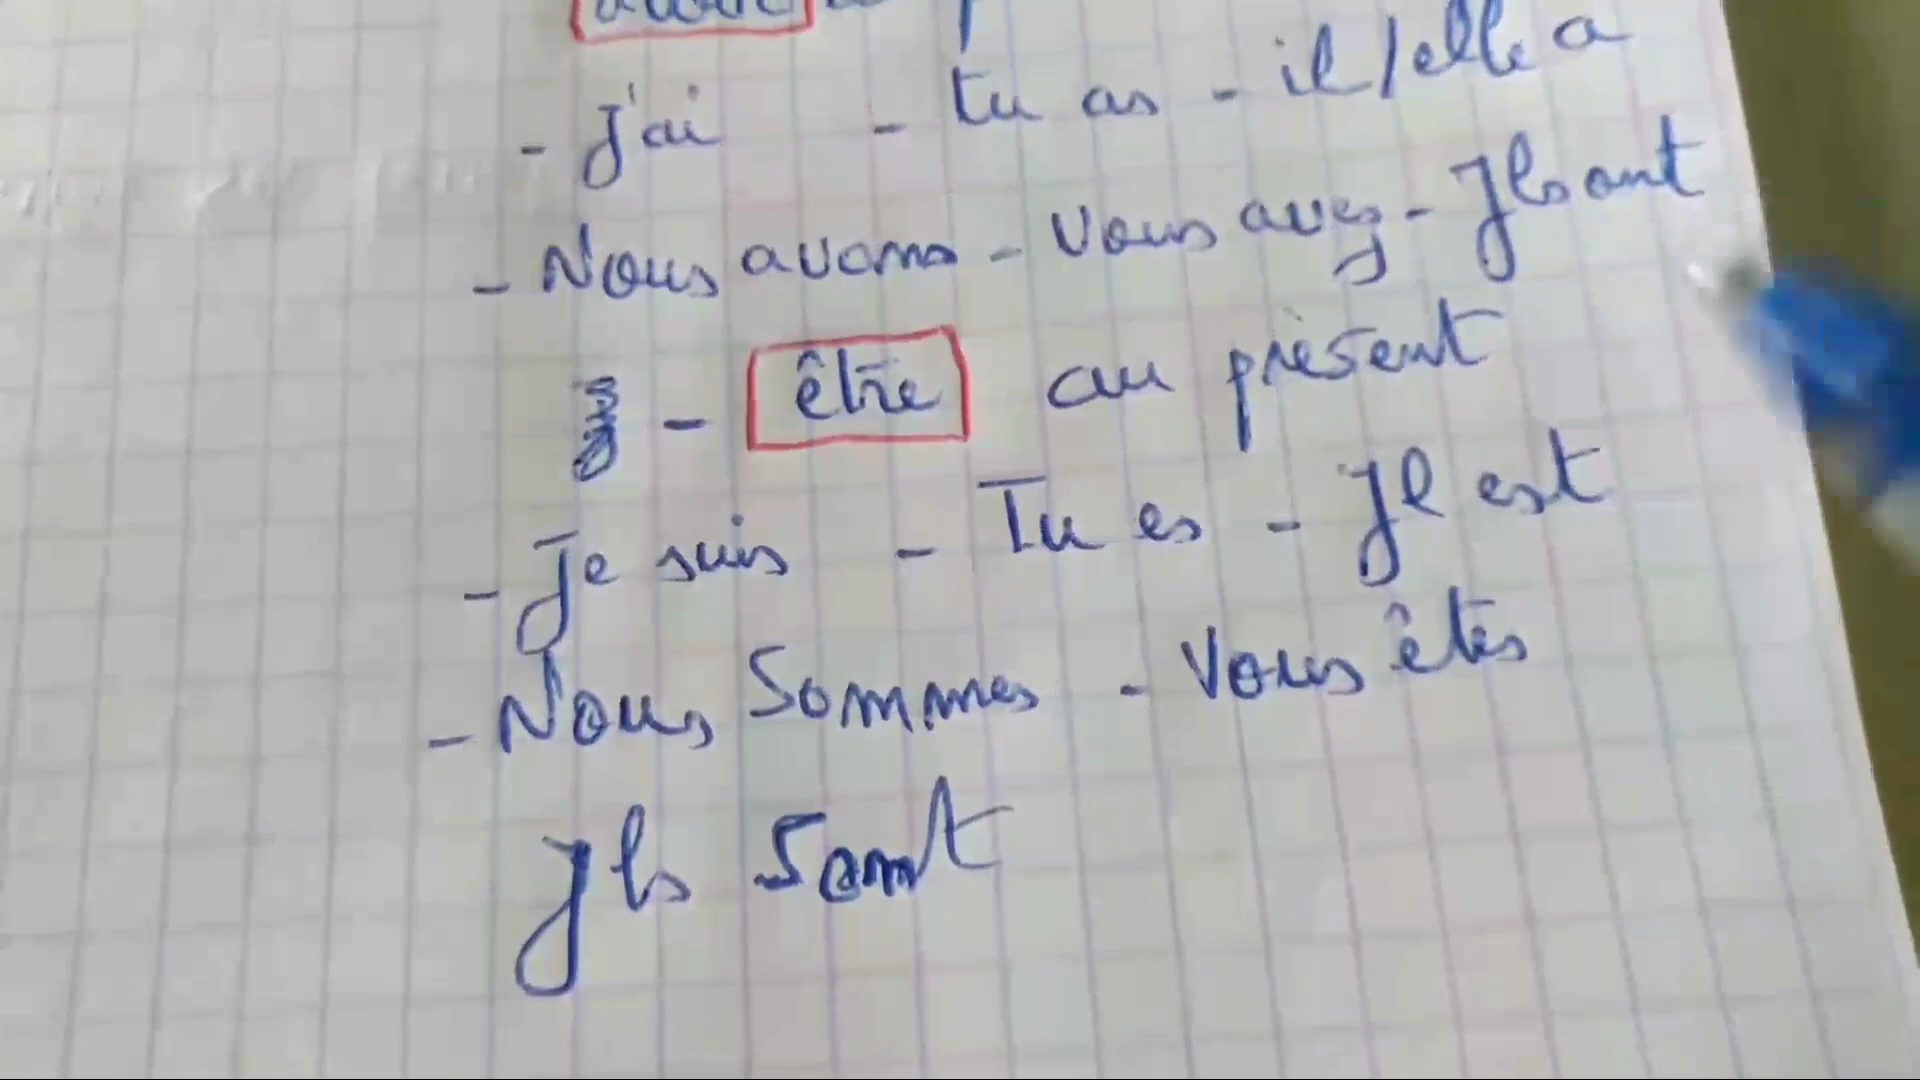 - J'ai - tu as - il/elle a
- Nous avons - Vous avez - Ils ont
- être au présent
- Je suis - Tu es - Il est
- Nous Sommes - Vous êtes
Ils Sont